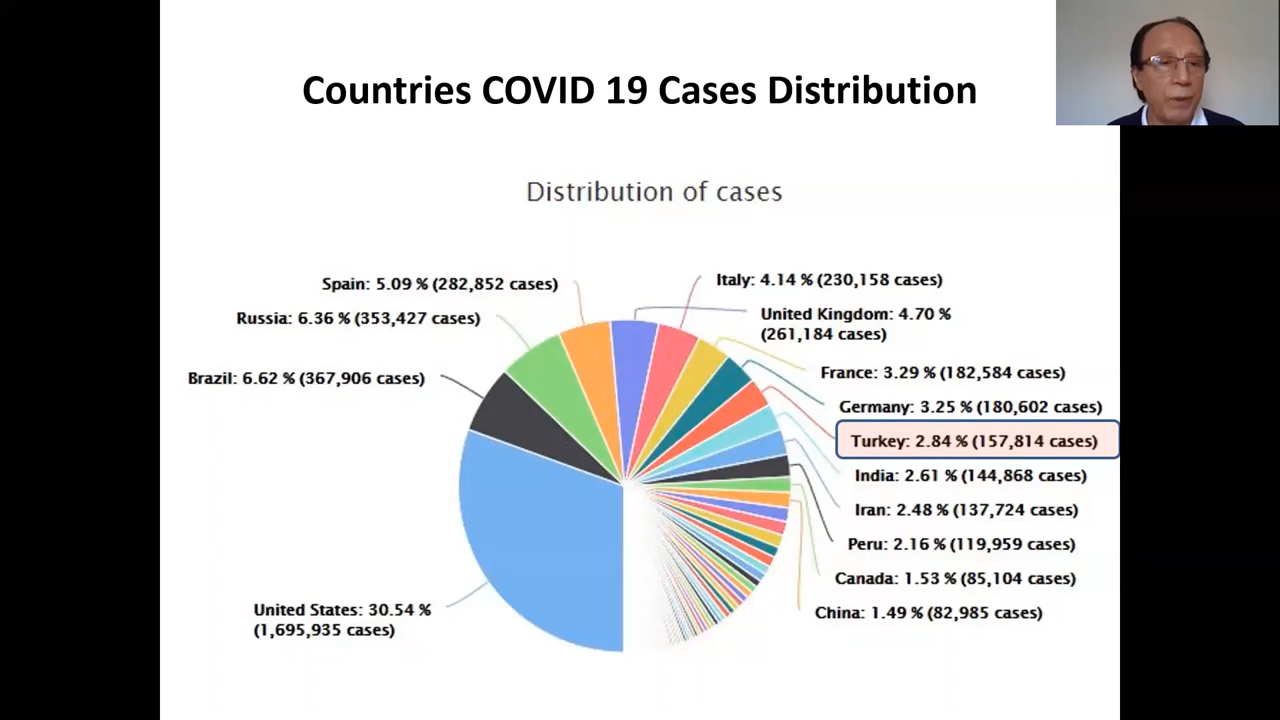 Countries COVID 19 Cases Distribution
Distribution of cases
Spain: 5.09 % (282,852 cases)
Russia: 6.36 % (353,427 cases)
Brazil: 6.62 % (367,906 cases)
United States: 30.54 %
(1,695,935 cases)
Italy: 4.14 % (230,158 cases)
United Kingdom: 4.70 %
(261,184 cases)
France: 3.29 % (182,584 cases)
Germany: 3.25 % (180,602 cases)
Turkey: 2.84 % (157,814 cases)
India: 2.61 % (144,868 cases)
Iran: 2.48 % (137,724 cases)
Peru: 2.16 % (119,959 cases)
Canada: 1.53 % (85,104 cases)
China: 1.49 % (82,985 cases)